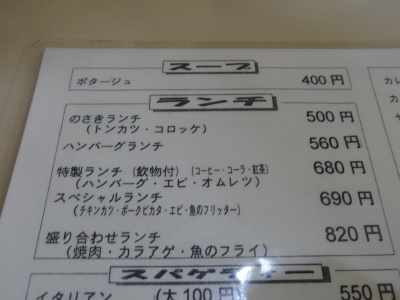 スープ
ポタージュ 400円
ランチ
のさきランチ 500円
(トンカツ・コロッケ)
ハンバーグランチ 560円
特製ランチ (飲物付) (コーヒー・コーラ・紅茶) 680円
(ハンバーグ・エビ・オムレツ)
スペシャルランチ 690円
(チキンカツ・ポークピカタ・エビ・魚のフリッター)
盛り合わせランチ 820円
(焼肉・カラアゲ・魚のフライ)
スパゲティー
イタリアン (大100円) 550円
カレ
カ